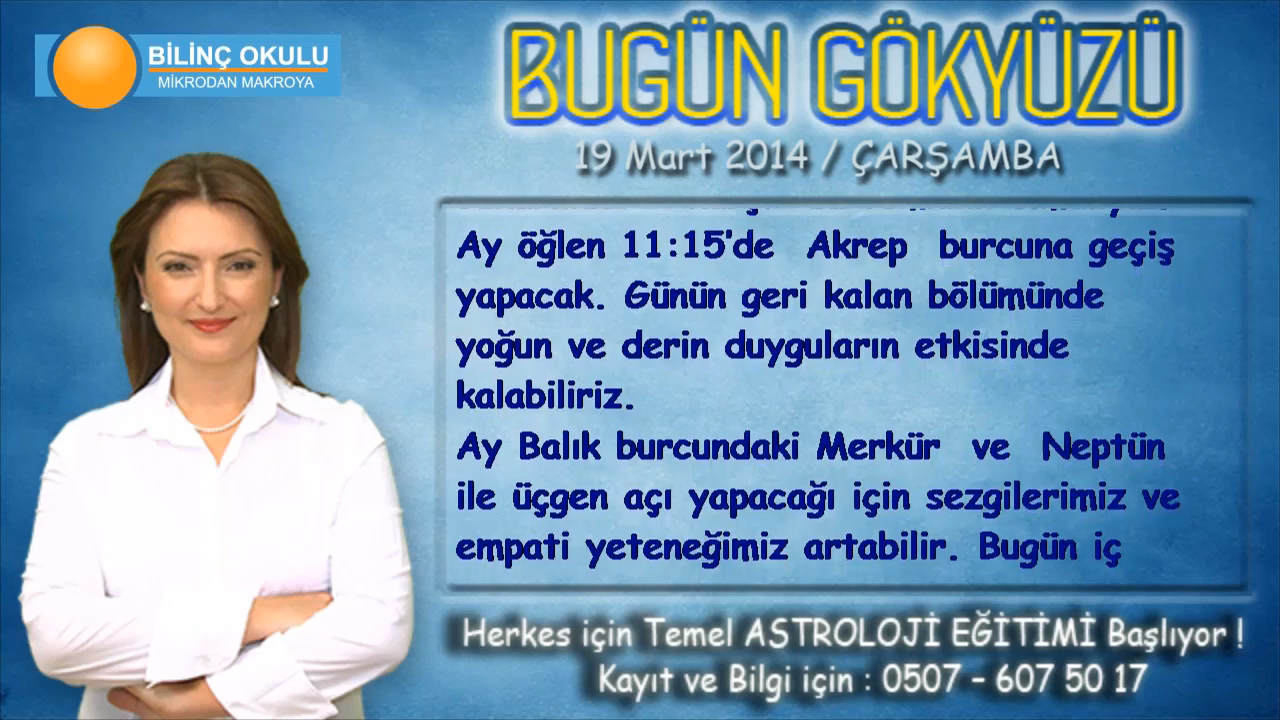 BİLİNÇ OKULU
MİKRODAN MAKROYA
BUGÜN GÖKYÜZÜ
19 Mart 2014 / ÇARŞAMBA
Ay öğlen 11:15'de Akrep burcuna geçiş
yapacak. Günün geri kalan bölümünde
yoğun ve derin duyguların etkisinde
kalabiliriz.
Ay Balık burcundaki Merkür ve Neptün
ile üçgen açı yapacağı için sezgilerimiz ve
empati yeteneğimiz artabilir. Bugün iç
Herkes için Temel ASTROLOJİ EĞİTİMİ Başlıyor !
Kayıt ve Bilgi için : 0507 - 607 50 17